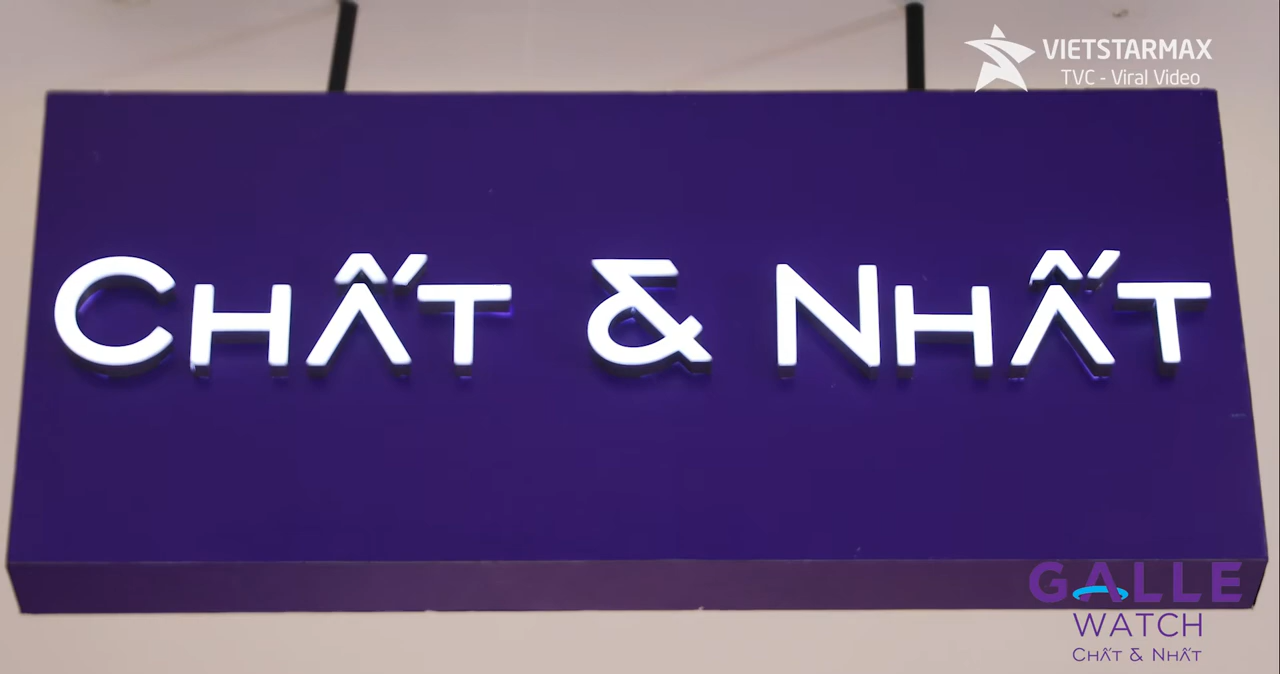 VIETSTARMAX
TVC - Viral Video
CHẤT & NHẤT
GALLE
WATCH
CHẤT & NHẤT